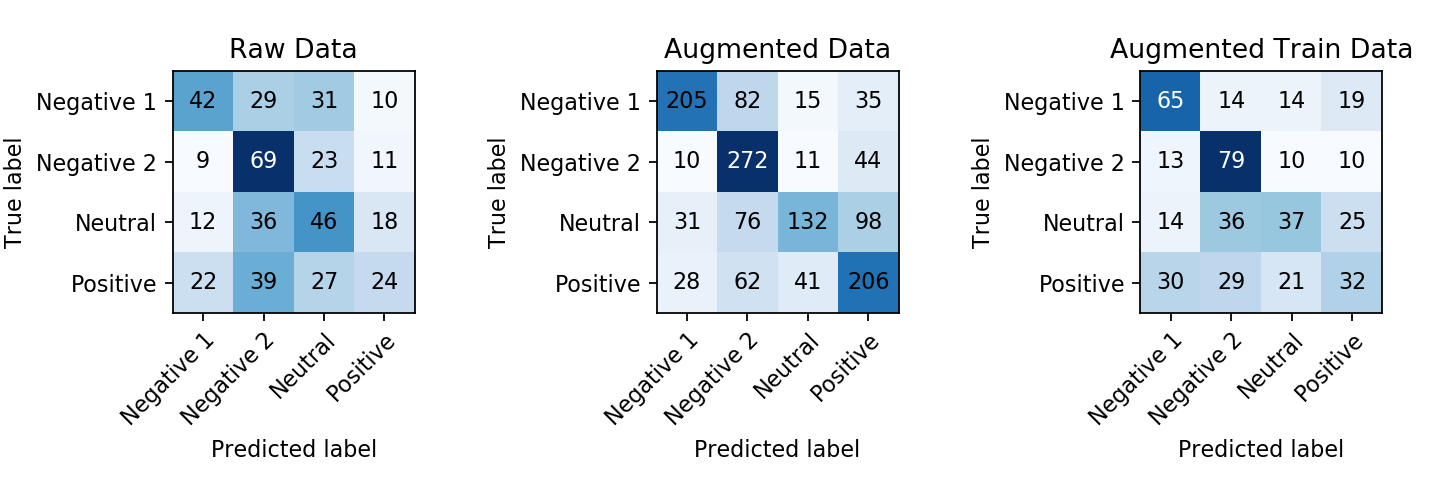 Raw Data
Negative 1 42 29 31 10
Negative 2 9 69 23 11
Neutral 12 36 46 18
Positive 22 39 27 24
True label
Negative 1 Negative 2 Neutral Positive
Predicted label
Augmented Data
Negative 1 205 82 15 35
Negative 2 10 272 11 44
Neutral 31 76 132 98
Positive 28 62 41 206
True label
Negative 1 Negative 2 Neutral Positive
Predicted label
Augmented Train Data
Negative 1 65 14 14 19
Negative 2 13 79 10 10
Neutral 14 36 37 25
Positive 30 29 21 32
True label
Negative 1 Negative 2 Neutral Positive
Predicted label